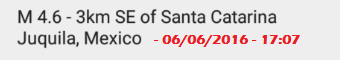 M 4.6 - 3km SE of Santa Catarina
Juquila, Mexico - 06/06/2016 - 17:07